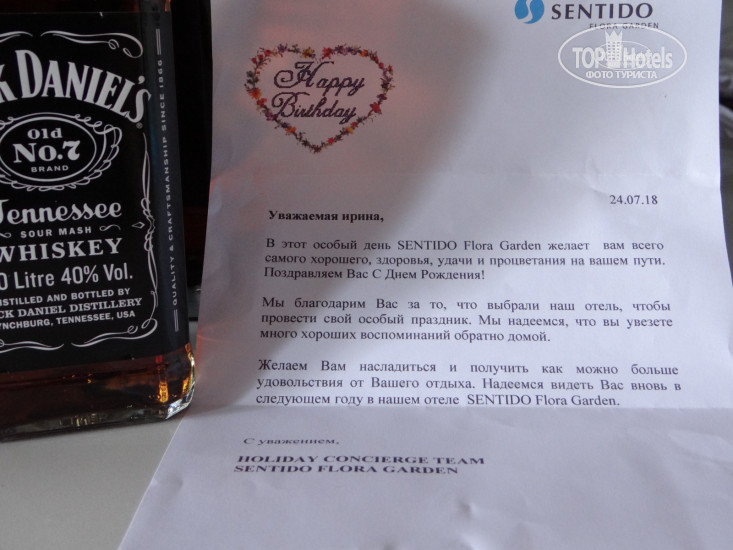 SENTIDO
FLORA GARDEN
TOP Hotels
ФОТО ТУРИСТА
Happy
Birthday
24.07.18
Уважаемая ирина,
В этот особый день SENTIDO Flora Garden желает вам всего
самого хорошего, здоровья, удачи и процветания на вашем пути.
Поздравляем Вас С Днем Рождения!
Мы благодарим Вас за то, что выбрали наш отель, чтобы
провести свой особый праздник. Мы надеемся, что вы увезете
много хороших воспоминаний обратно домой.
Желаем Вам насладиться и получить как можно больше
удовольствия от Вашего отдыха. Надеемся видеть Вас вновь в
следующем году в нашем отеле SENTIDO Flora Garden.
С уважением,
HOLIDAY CONCIERGE TEAM
SENTIDO FLORA GARDEN
K DANIEL'S
Old
No.7
BRAND
Tennessee
SOUR MASH
WHISKEY
0 Litre 40% Vol.
DISTILLED AND BOTTLED BY
CK DANIEL DISTILLERY
YNCHBURG, TENNESSEE, USA
QUALITY & CRAFTSMANSHIP SINCE 1866